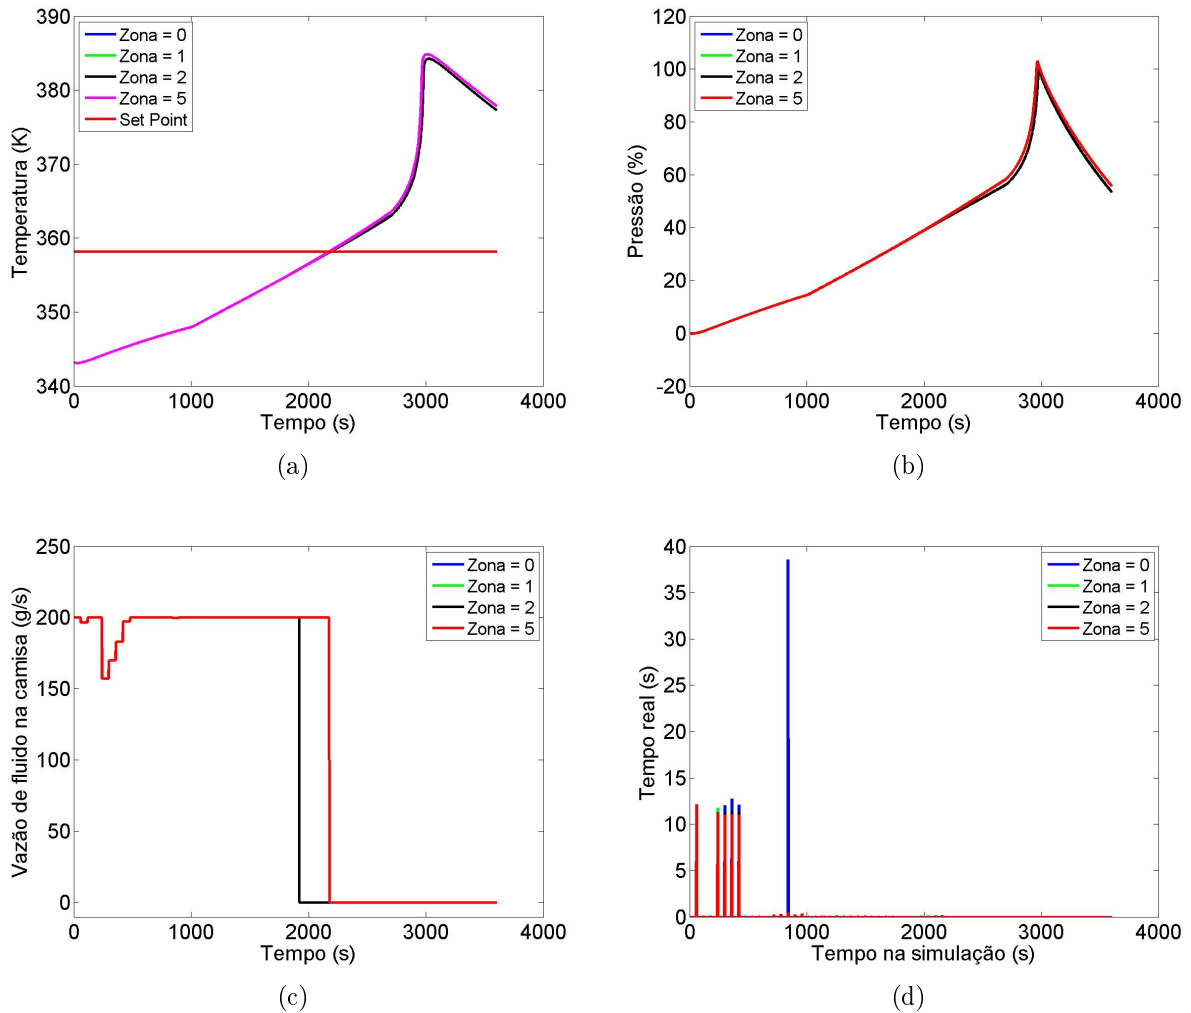 390
380
370
360
350
340
0
1000
2000
3000
4000
Temperatura (K)
Tempo (s)
Zona = 0
Zona = 1
Zona = 2
Zona = 5
Set Point
(a)
120
100
80
60
40
20
0
-20
0
1000
2000
3000
4000
Pressão (%)
Tempo (s)
Zona = 0
Zona = 1
Zona = 2
Zona = 5
(b)
250
200
150
100
50
0
0
1000
2000
3000
4000
Vazão de fluido na camisa (g/s)
Tempo (s)
Zona = 0
Zona = 1
Zona = 2
Zona = 5
(c)
40
35
30
25
20
15
10
5
0
0
1000
2000
3000
4000
Tempo real (s)
Tempo na simulação (s)
Zona = 0
Zona = 1
Zona = 2
Zona = 5
(d)